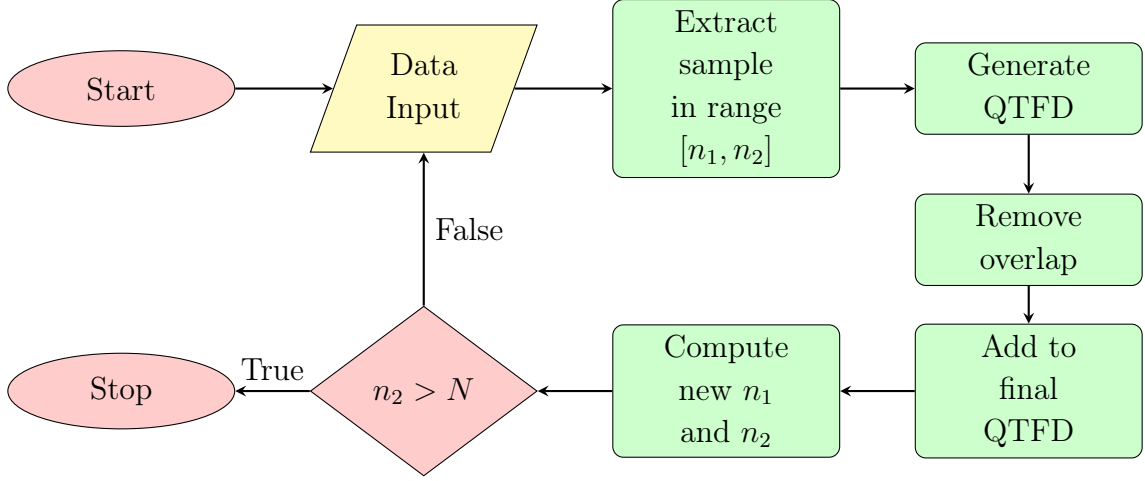 Start
Data
Input
Extract
sample
in range
[n₁, n₂]
Generate
QTFD
Remove
overlap
Add to
final
QTFD
Compute
new n₁
and n₂
n₂ > N
False
True
Stop